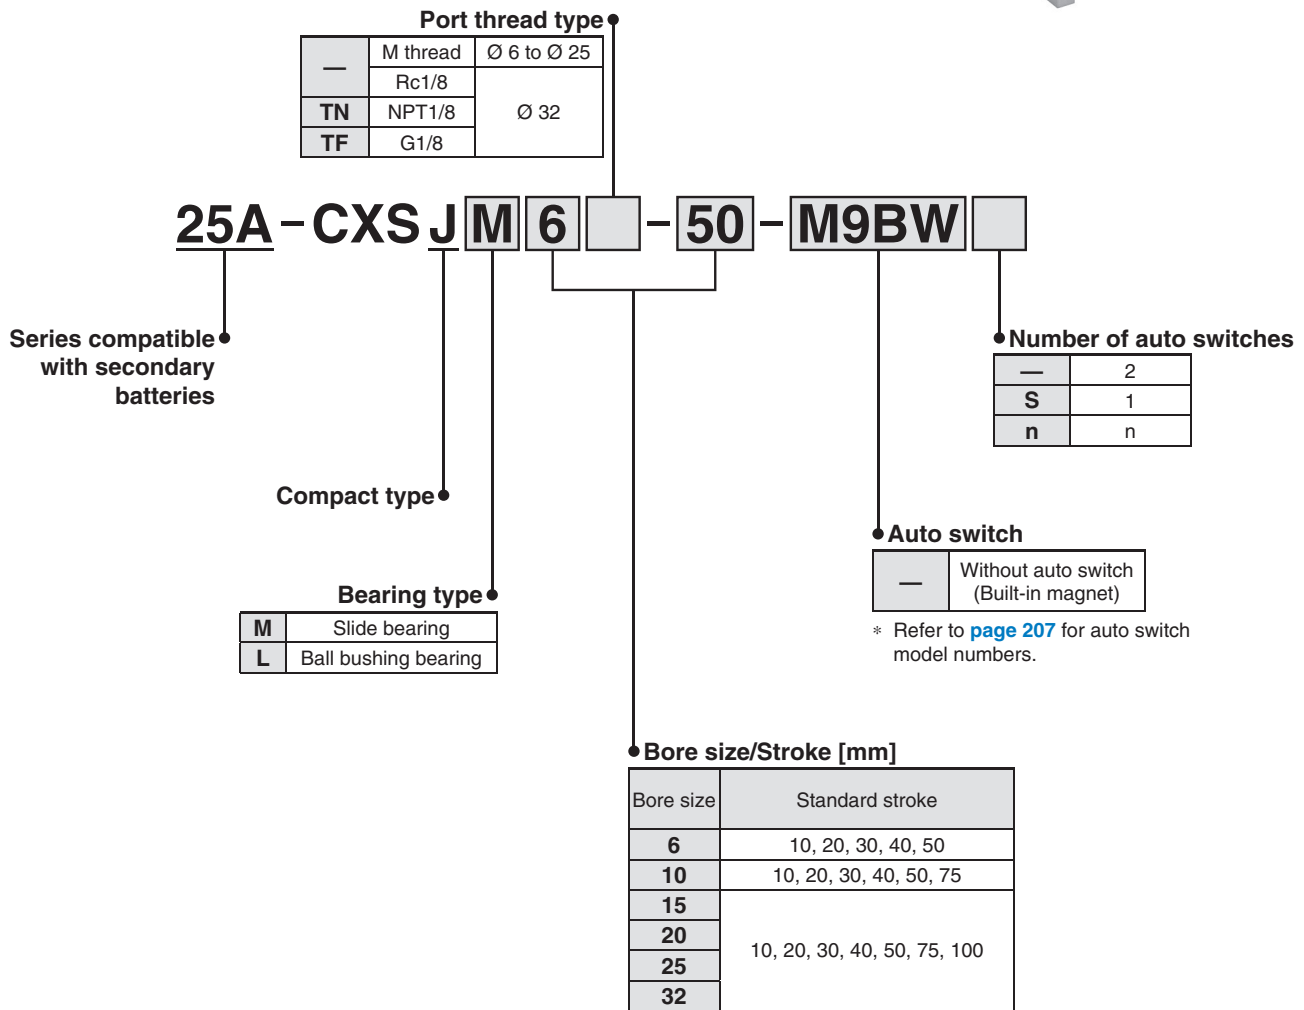 Port thread type
— M thread Ø 6 to Ø 25
Rc1/8
TN NPT1/8 Ø 32
TF G1/8
25A-CXSJM6 -50-M9BW
Series compatible
with secondary
batteries
Number of auto switches
— 2
S 1
n n
Compact type
Auto switch
— Without auto switch
(Built-in magnet)
* Refer to page 207 for auto switch
model numbers.
Bearing type
M Slide bearing
L Ball bushing bearing
Bore size/Stroke [mm]
Bore size Standard stroke
6 10, 20, 30, 40, 50
10 10, 20, 30, 40, 50, 75
15
20
10, 20, 30, 40, 50, 75, 100
25
32